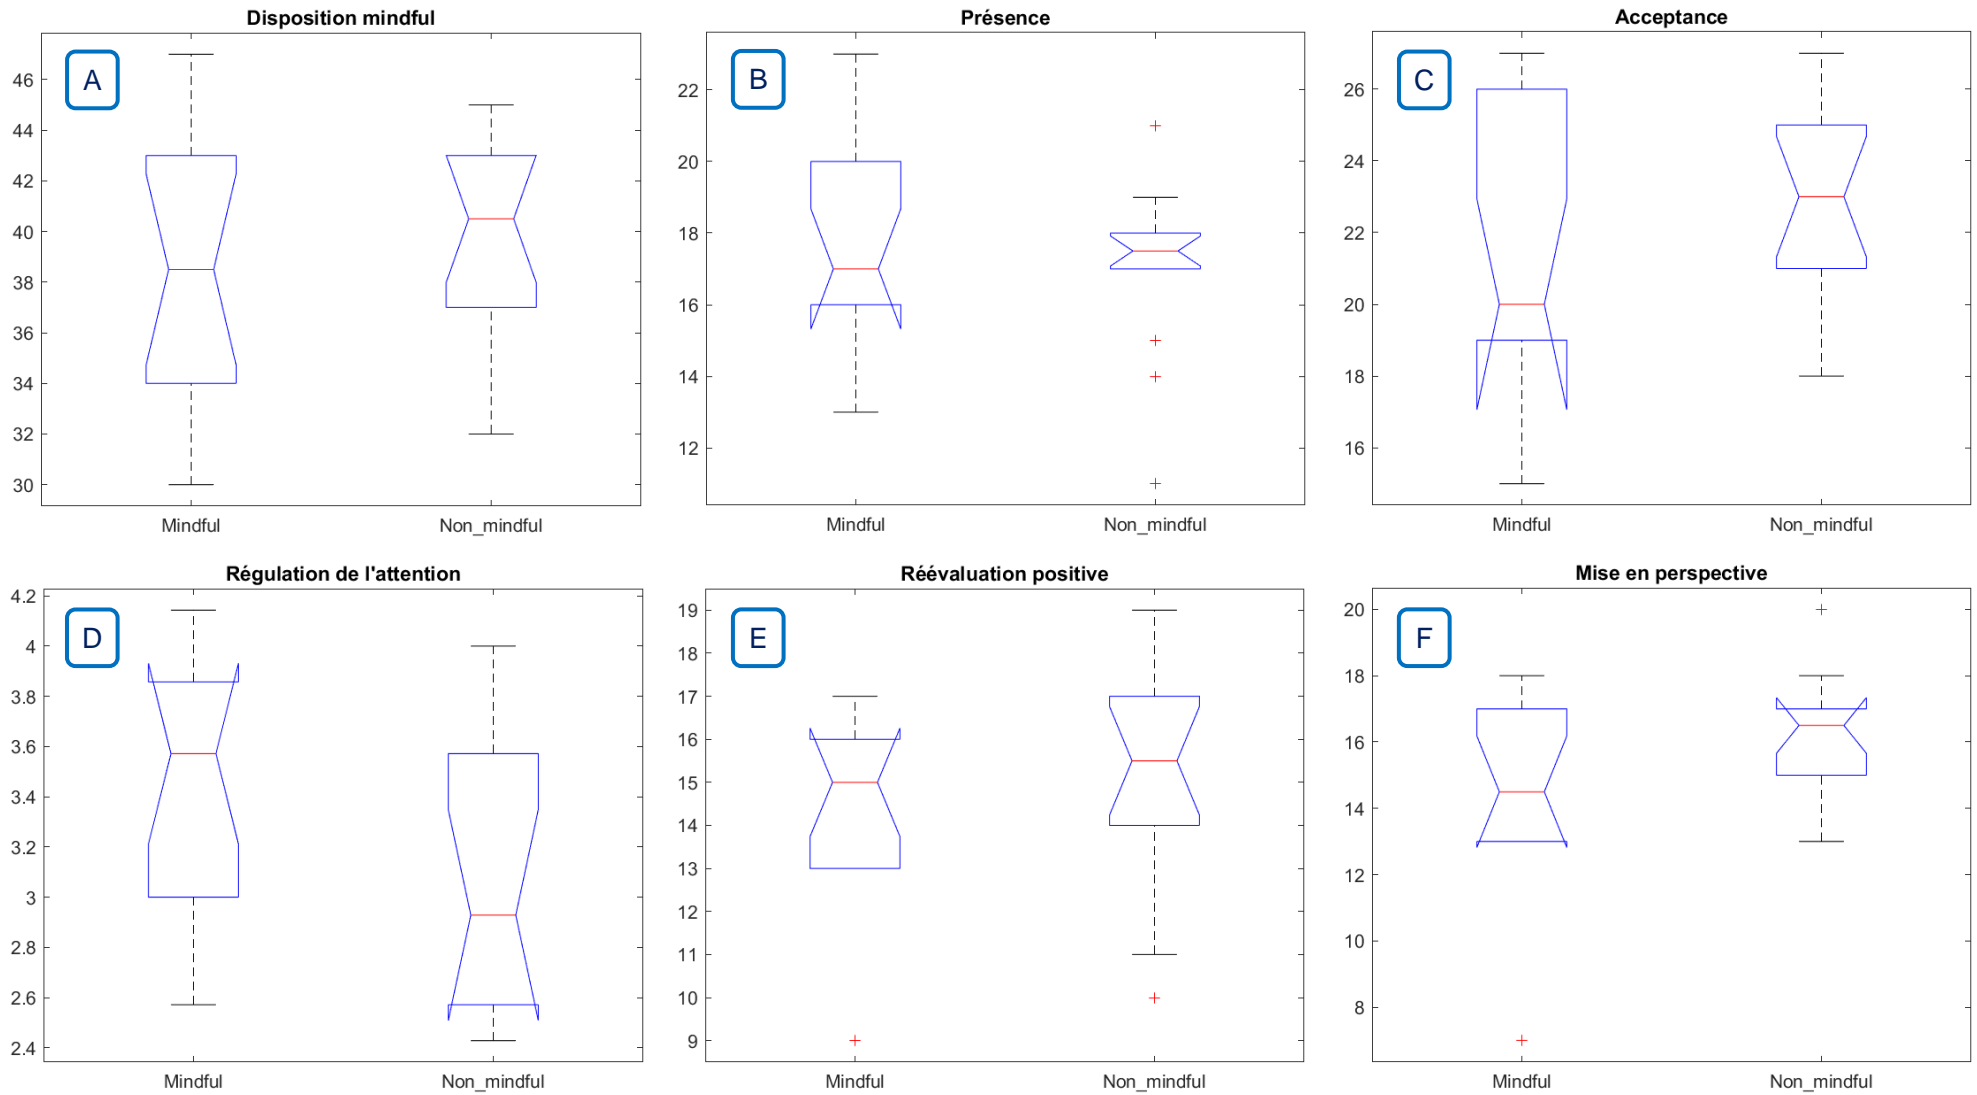 Disposition mindful
A
46
44
42
40
38
36
34
32
30
Mindful Non_mindful
Présence
B
22
20
18
16
14
12
Mindful Non_mindful
Acceptance
C
26
24
22
20
18
16
Mindful Non_mindful
Régulation de l'attention
D
4.2
4
3.8
3.6
3.4
3.2
3
2.8
2.6
2.4
Mindful Non_mindful
Réévaluation positive
E
19
18
17
16
15
14
13
12
11
10
9
Mindful Non_mindful
Mise en perspective
F
20
18
16
14
12
10
8
Mindful Non_mindful